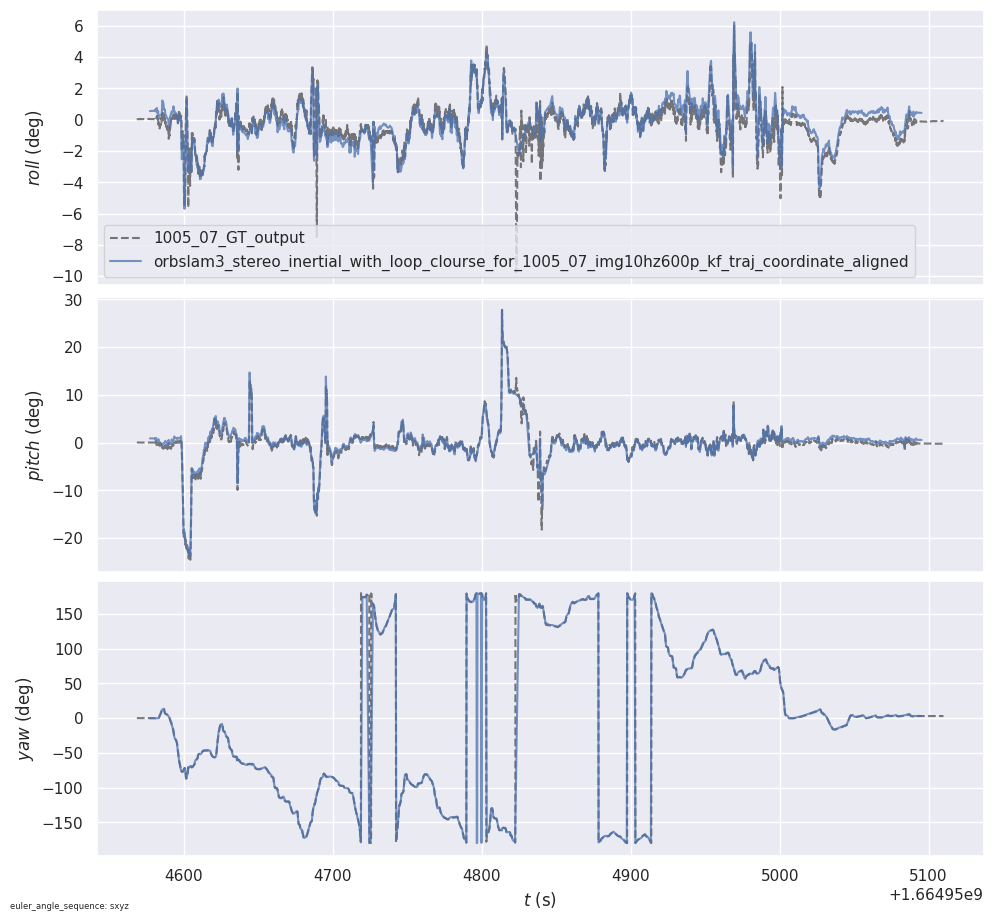 6
4
2
0
−2
−4
−6
−8
−10
roll (deg)
1005_07_GT_output
orbslam3_stereo_inertial_with_loop_clourse_for_1005_07_img10hz600p_kf_traj_coordinate_aligned
30
20
10
0
−10
−20
pitch (deg)
150
100
50
0
−50
−100
−150
yaw (deg)
4600 4700 4800 4900 5000 5100
+1.66495e9
t (s)
euler_angle_sequence: sxyz